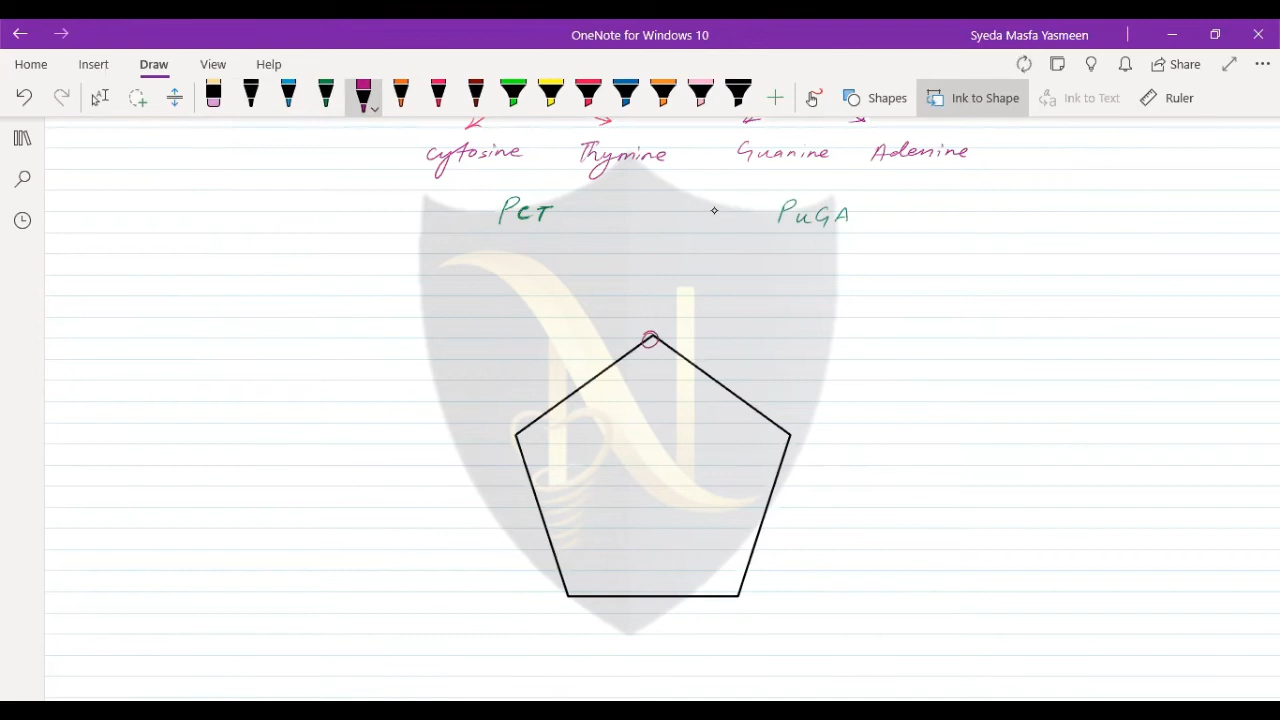 OneNote for Windows 10 Syeda Masfa Yasmeen
Home Insert Draw View Help Share
Shapes Ink to Shape Ink to Text Ruler
Cytosine Thymine Guanine Adenine
PCT PuGA
N